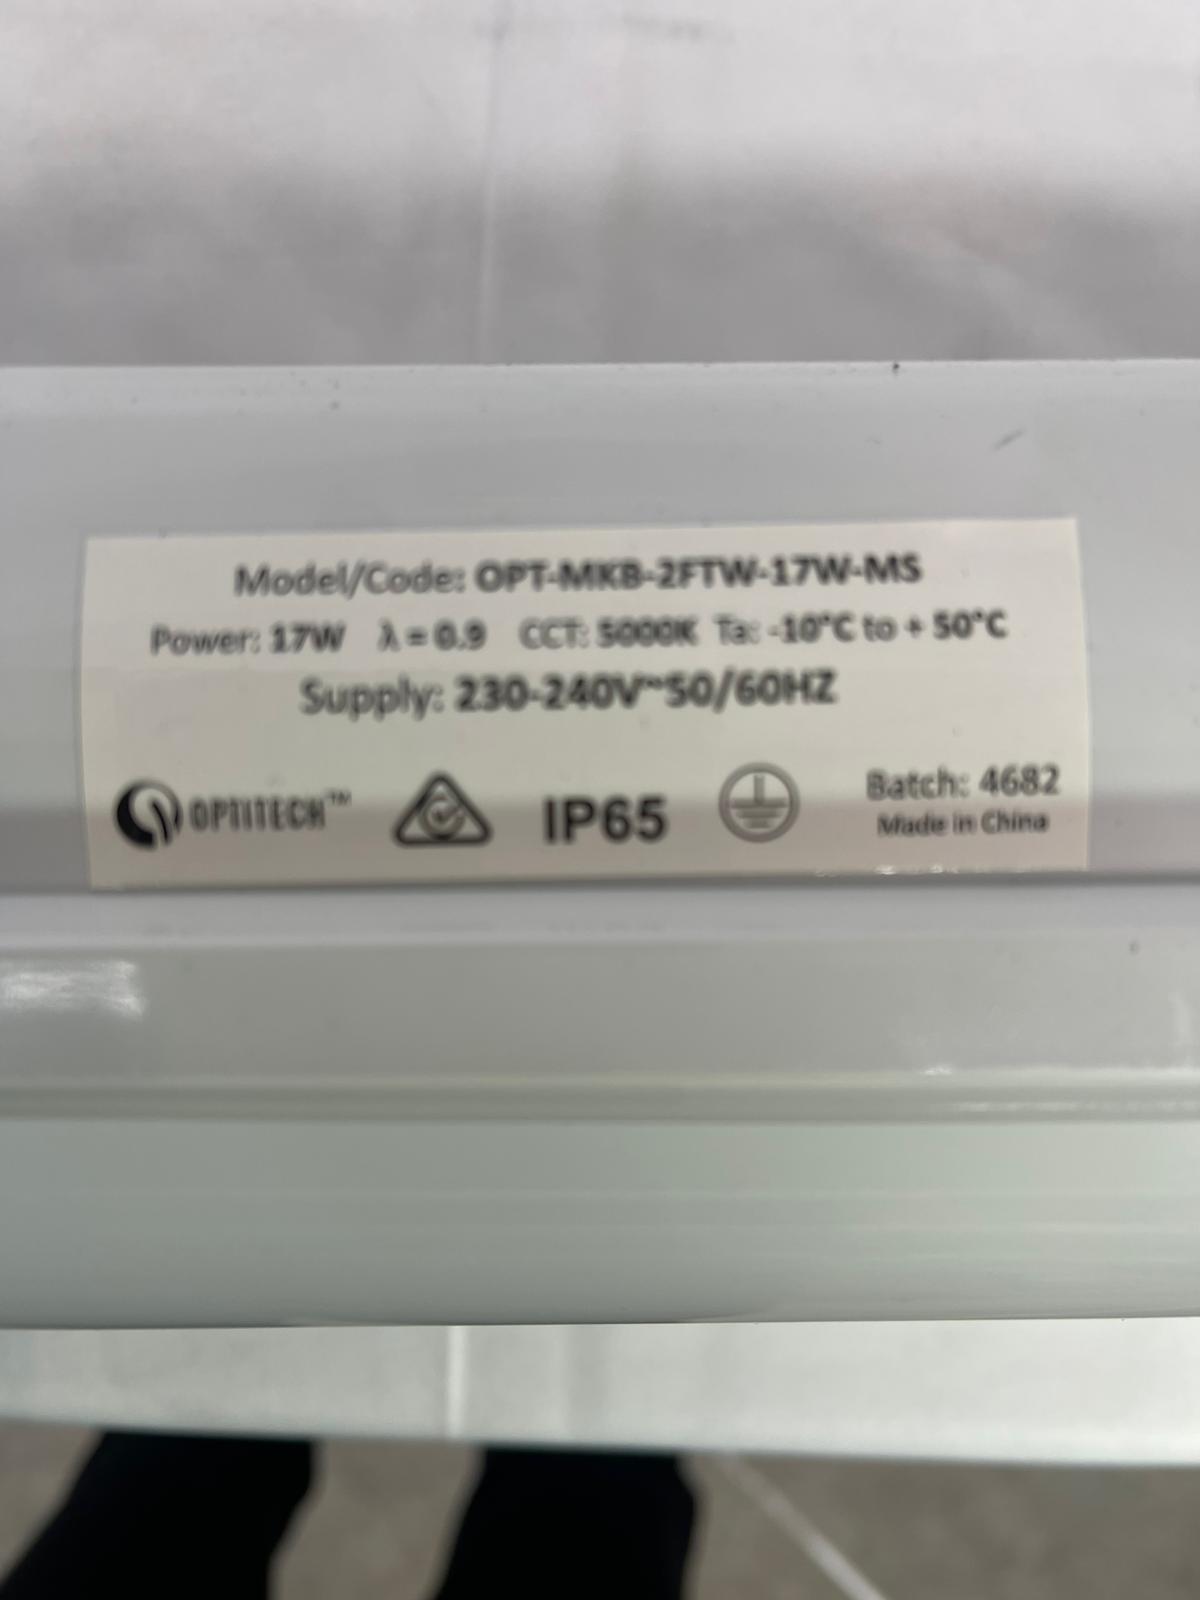 Model/Code: OPT-MKB-2FTW-17W-MS
Power: 17W λ = 0.9 CCT: 5000K Ta: -10°C to + 50°C
Supply: 230-240V~50/60HZ
OPTITECH™ IP65
Batch: 4682
Made in China